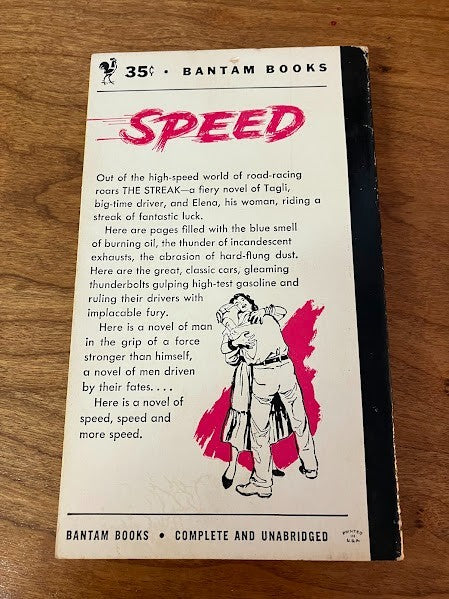 35¢ • BANTAM BOOKS
SPEED
Out of the high-speed world of road-racing
roars THE STREAK—a fiery novel of Tagli,
big-time driver, and Elena, his woman, riding a
streak of fantastic luck.
Here are pages filled with the blue smell
of burning oil, the thunder of incandescent
exhausts, the abrasion of hard-flung dust.
Here are the great, classic cars, gleaming
thunderbolts gulping high-test gasoline and
ruling their drivers with
implacable fury.
Here is a novel of man
in the grip of a force
stronger than himself,
a novel of men driven
by their fates. . . .
Here is a novel of
speed, speed and
more speed.
BANTAM BOOKS • COMPLETE AND UNABRIDGED
PRINTED
IN
U.S.A.